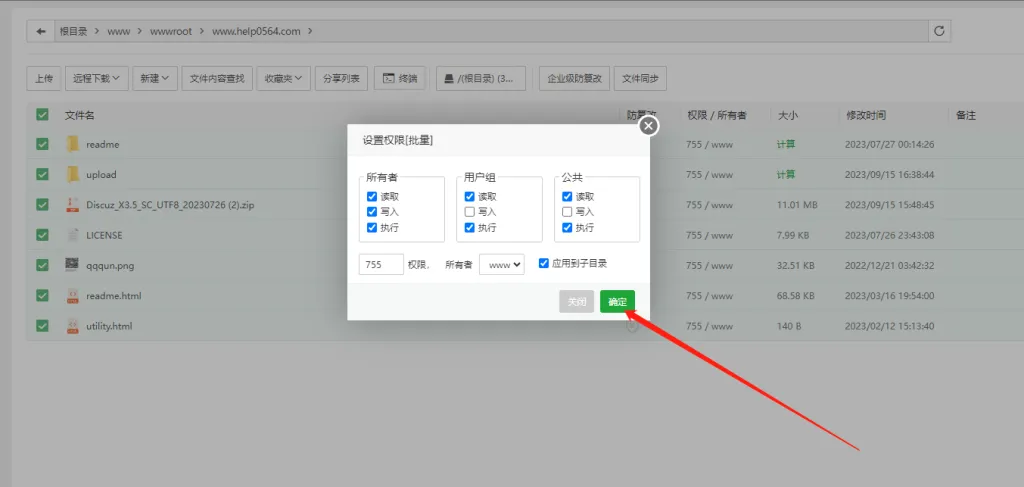 根目录 > www > wwwroot > www.help0564.com >
上传 远程下载 新建 文件内容查找 收藏夹 分享列表 终端 /(根目录) (3... 企业级防篡改 文件同步
文件名 防篡改 权限 / 所有者 大小 修改时间 备注
readme 755 / www 计算 2023/07/27 00:14:26
upload 755 / www 计算 2023/09/15 16:38:44
Discuz_X3.5_SC_UTF8_20230726 (2).zip 755 / www 11.01 MB 2023/09/15 15:48:45
LICENSE 755 / www 7.99 KB 2023/07/26 23:43:08
qqqun.png 755 / www 32.51 KB 2022/12/21 03:42:32
readme.html 755 / www 68.58 KB 2023/03/16 19:54:00
utility.html 755 / www 140 B 2023/02/12 15:13:40
设置权限[批量]
所有者 用户组 公共
读取 读取 读取
写入 写入 写入
执行 执行 执行
755 权限, 所有者 www 应用到子目录
关闭 确定